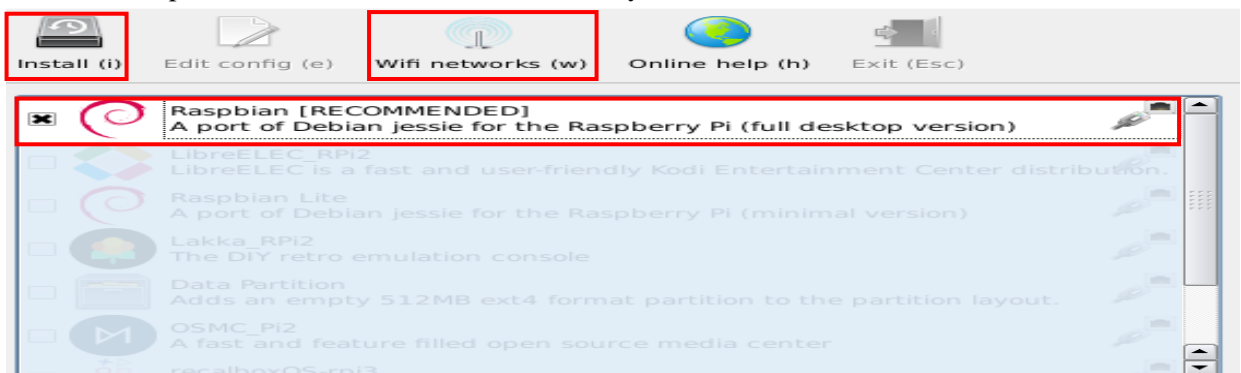 Install (i) Edit config (e) Wifi networks (w) Online help (h) Exit (Esc)
Raspbian [RECOMMENDED]
A port of Debian jessie for the Raspberry Pi (full desktop version)
LibreELEC_RPi2
LibreELEC is a fast and user-friendly Kodi Entertainment Center distribution.
Raspbian Lite
A port of Debian jessie for the Raspberry Pi (minimal version)
Lakka_RPi2
The DIY retro emulation console
Data Partition
Adds an empty 512MB ext4 format partition to the partition layout.
OSMC_Pi2
A fast and feature filled open source media center
recalboxOS-rpi3